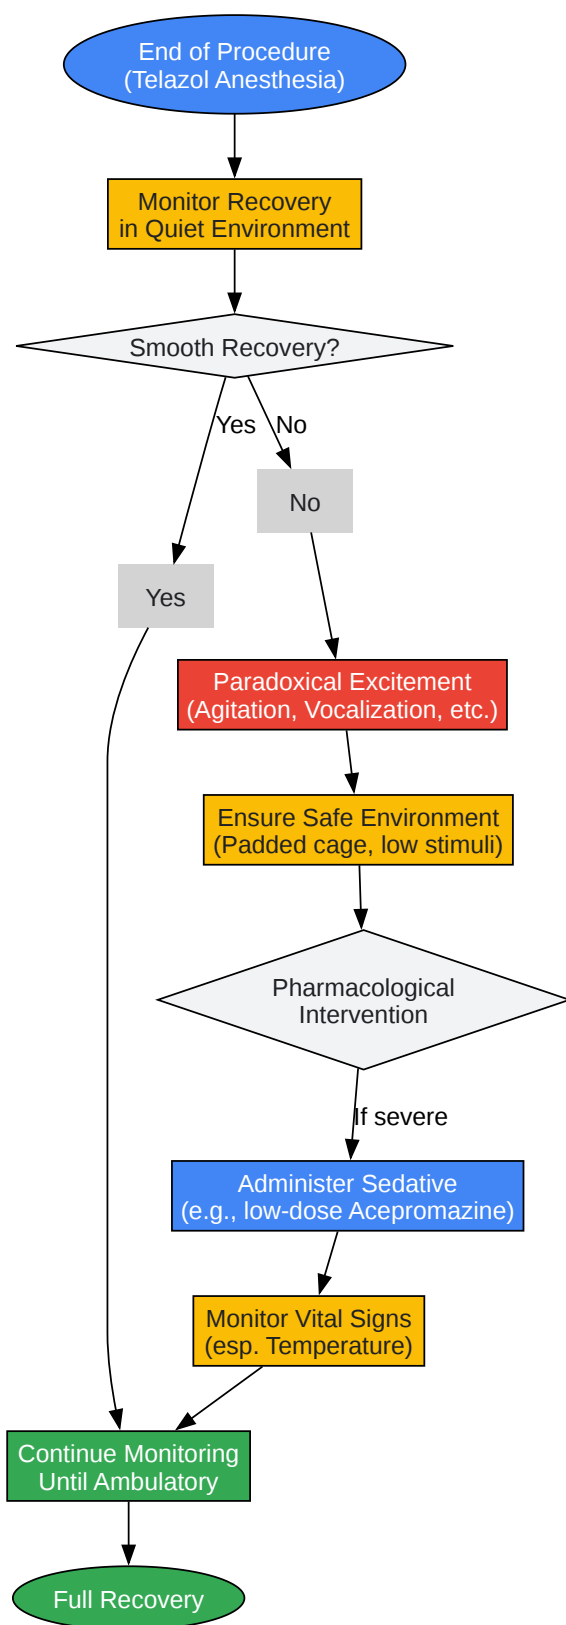 End of Procedure
(Telazol Anesthesia)
Monitor Recovery
in Quiet Environment
Smooth Recovery?
Yes
No
No
Yes
Paradoxical Excitement
(Agitation, Vocalization, etc.)
Ensure Safe Environment
(Padded cage, low stimuli)
Pharmacological
Intervention
If severe
Administer Sedative
(e.g., low-dose Acepromazine)
Monitor Vital Signs
(esp. Temperature)
Continue Monitoring
Until Ambulatory
Full Recovery